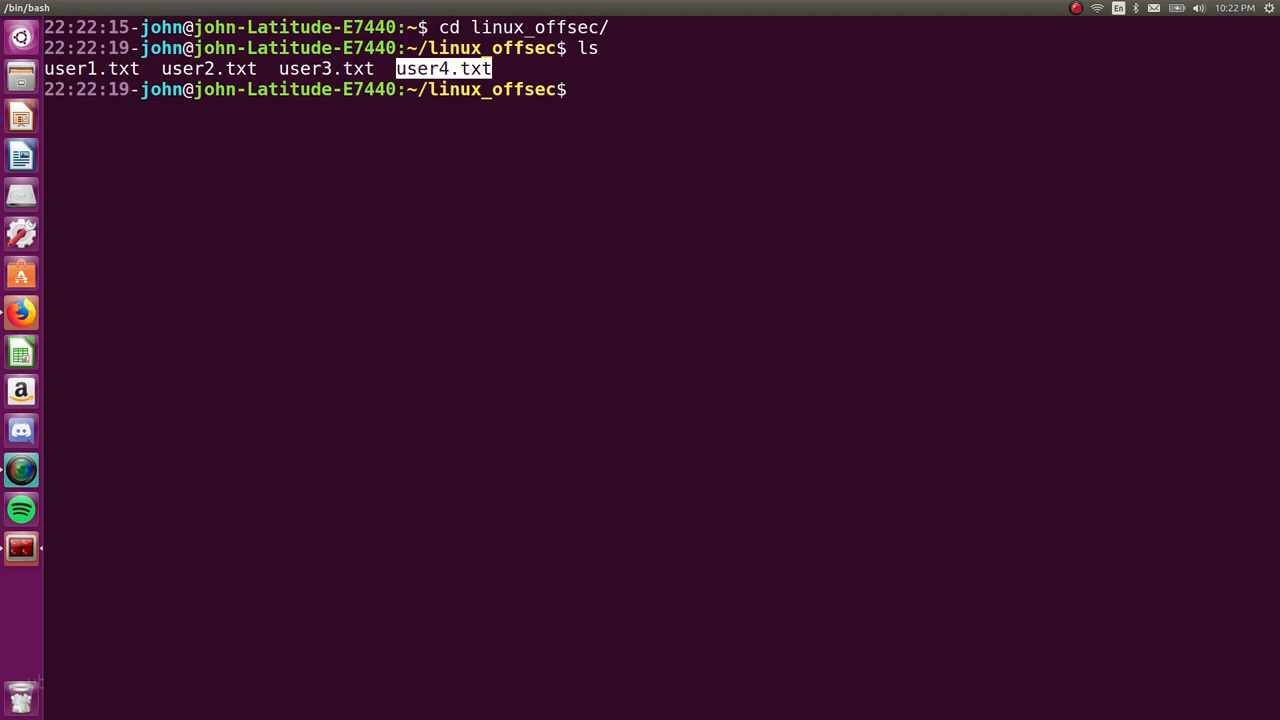 /bin/bash
En
10:22 PM
22:22:15-john@john-Latitude-E7440:~$ cd linux_offsec/
22:22:19-john@john-Latitude-E7440:~/linux_offsec$ ls
user1.txt  user2.txt  user3.txt  user4.txt
22:22:19-john@john-Latitude-E7440:~/linux_offsec$